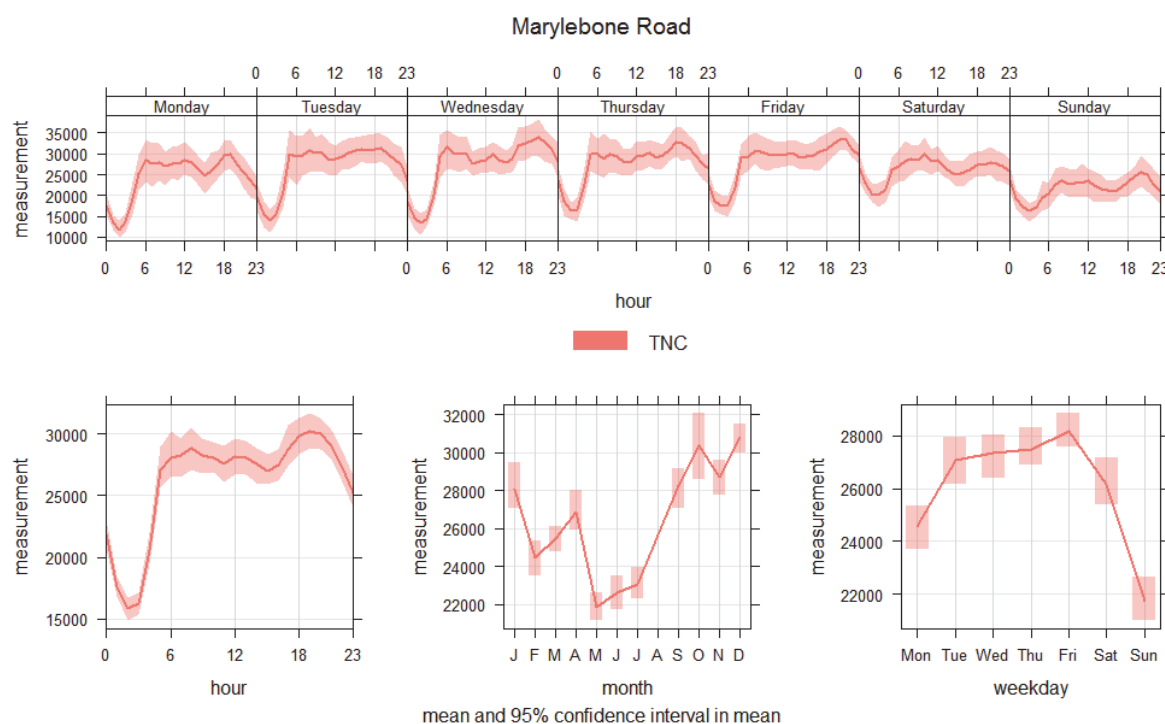 Marylebone Road
0 6 12 18 23 0 6 12 18 23 0 6 12 18 23
Monday Tuesday Wednesday Thursday Friday Saturday Sunday
35000
30000
25000
20000
15000
10000
measurement
0 6 12 18 23 0 6 12 18 23 0 6 12 18 23 0 6 12 18 23
hour
TNC
30000
25000
20000
15000
measurement
0 6 12 18 23
hour
32000
30000
28000
26000
24000
22000
measurement
J F M A M J J A S O N D
month
28000
26000
24000
22000
measurement
Mon Tue Wed Thu Fri Sat Sun
weekday
mean and 95% confidence interval in mean